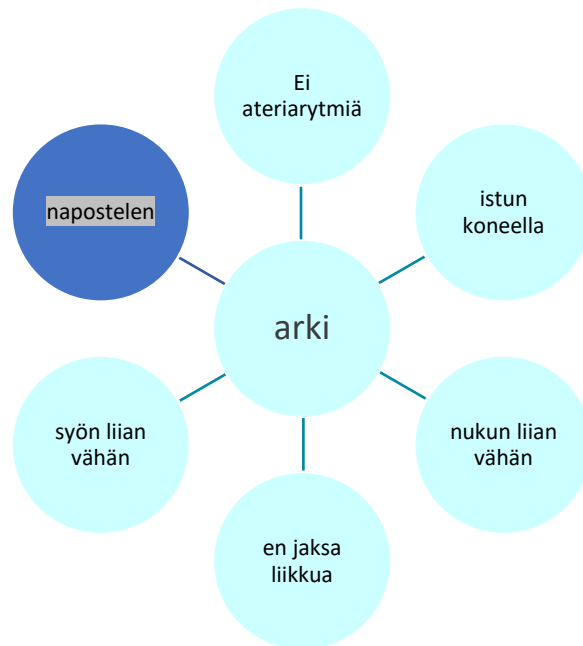 Ei
ateriarytmiä
istun
koneella
nukun liian
vähän
en jaksa
liikkua
syön liian
vähän
napostelen
arki